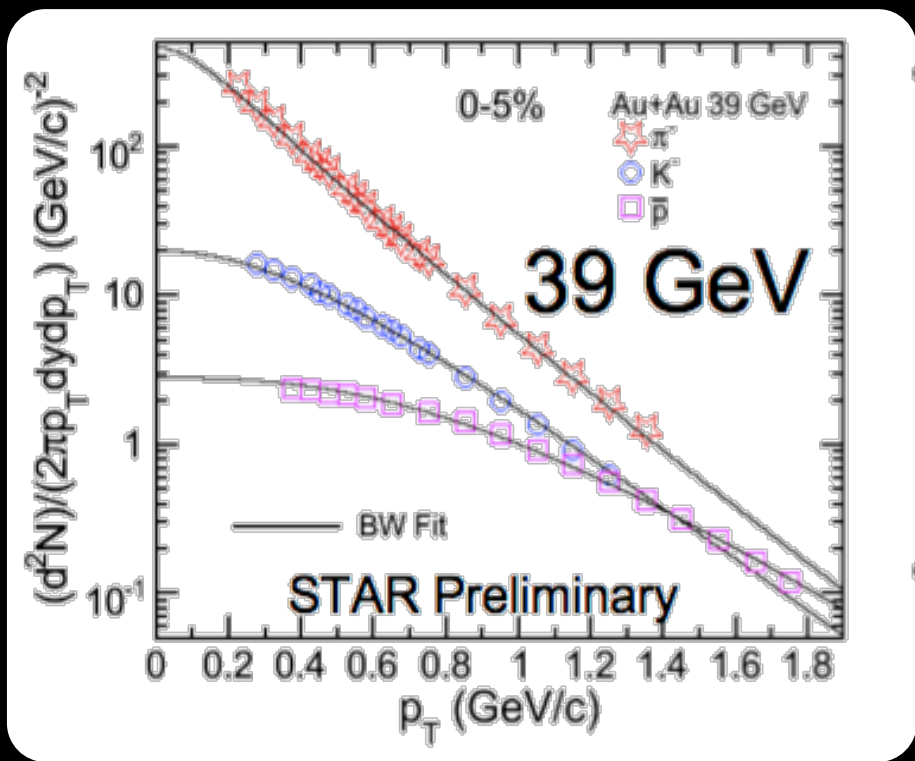 (d²N)/(2πp_T dydp_T) (GeV/c)⁻²
10²
10
1
10⁻¹
0-5%
Au+Au 39 GeV
π⁻
K⁻
p̅
39 GeV
BW Fit
STAR Preliminary
0 0.2 0.4 0.6 0.8 1 1.2 1.4 1.6 1.8
p_T (GeV/c)